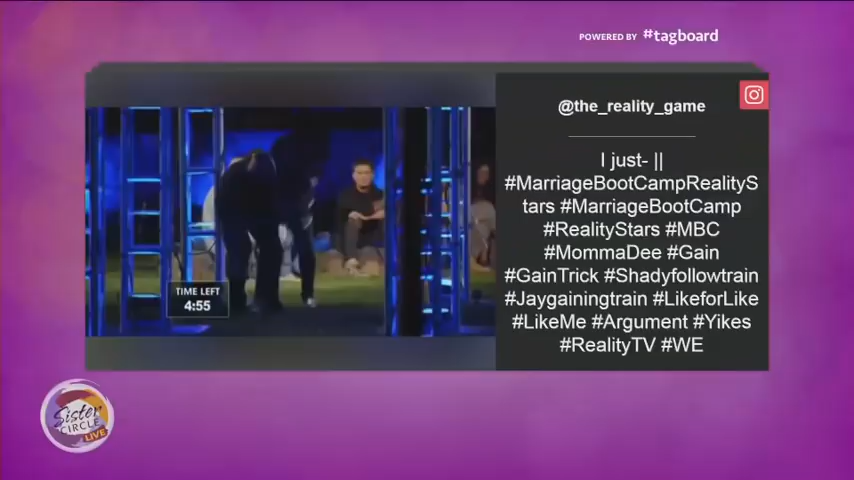 POWERED BY #tagboard
@the_reality_game
I just- ||
#MarriageBootCampRealityS
tars #MarriageBootCamp
#RealityStars #MBC
#MommaDee #Gain
#GainTrick #Shadyfollowtrain
#Jaygainingtrain #LikeforLike
#LikeMe #Argument #Yikes
#RealityTV #WE
TIME LEFT
4:55
Sister
CIRCLE
LIVE